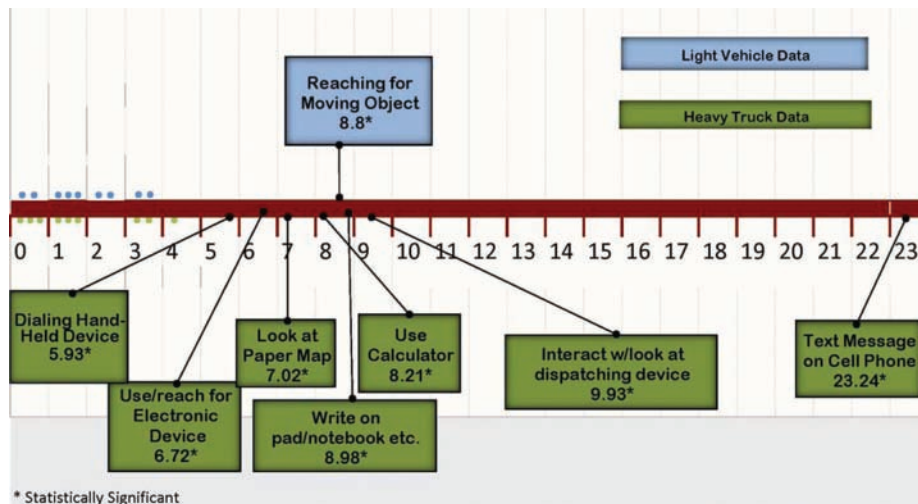 Light Vehicle Data
Heavy Truck Data
Reaching for
Moving Object
8.8*
0 1 2 3 4 5 6 7 8 9 10 11 12 13 14 15 16 17 18 19 20 21 22 23
Dialing Hand-
Held Device
5.93*
Use/reach for
Electronic
Device
6.72*
Look at
Paper Map
7.02*
Write on
pad/notebook etc.
8.98*
Use
Calculator
8.21*
Interact w/look at
dispatching device
9.93*
Text Message
on Cell Phone
23.24*
* Statistically Significant